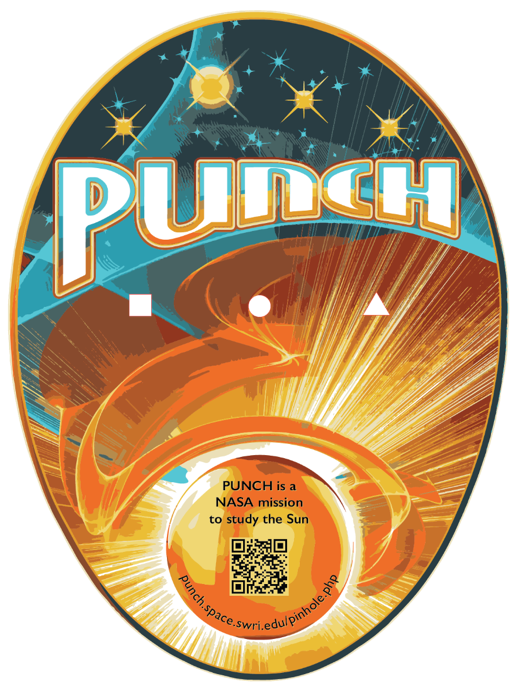 PUNCH
PUNCH is a
NASA mission
to study the Sun
punch.space.swri.edu/pinhole.php